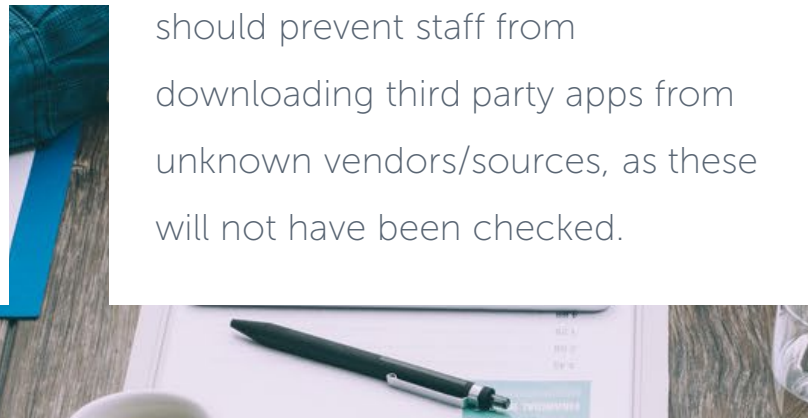 should prevent staff from
downloading third party apps from
unknown vendors/sources, as these
will not have been checked.